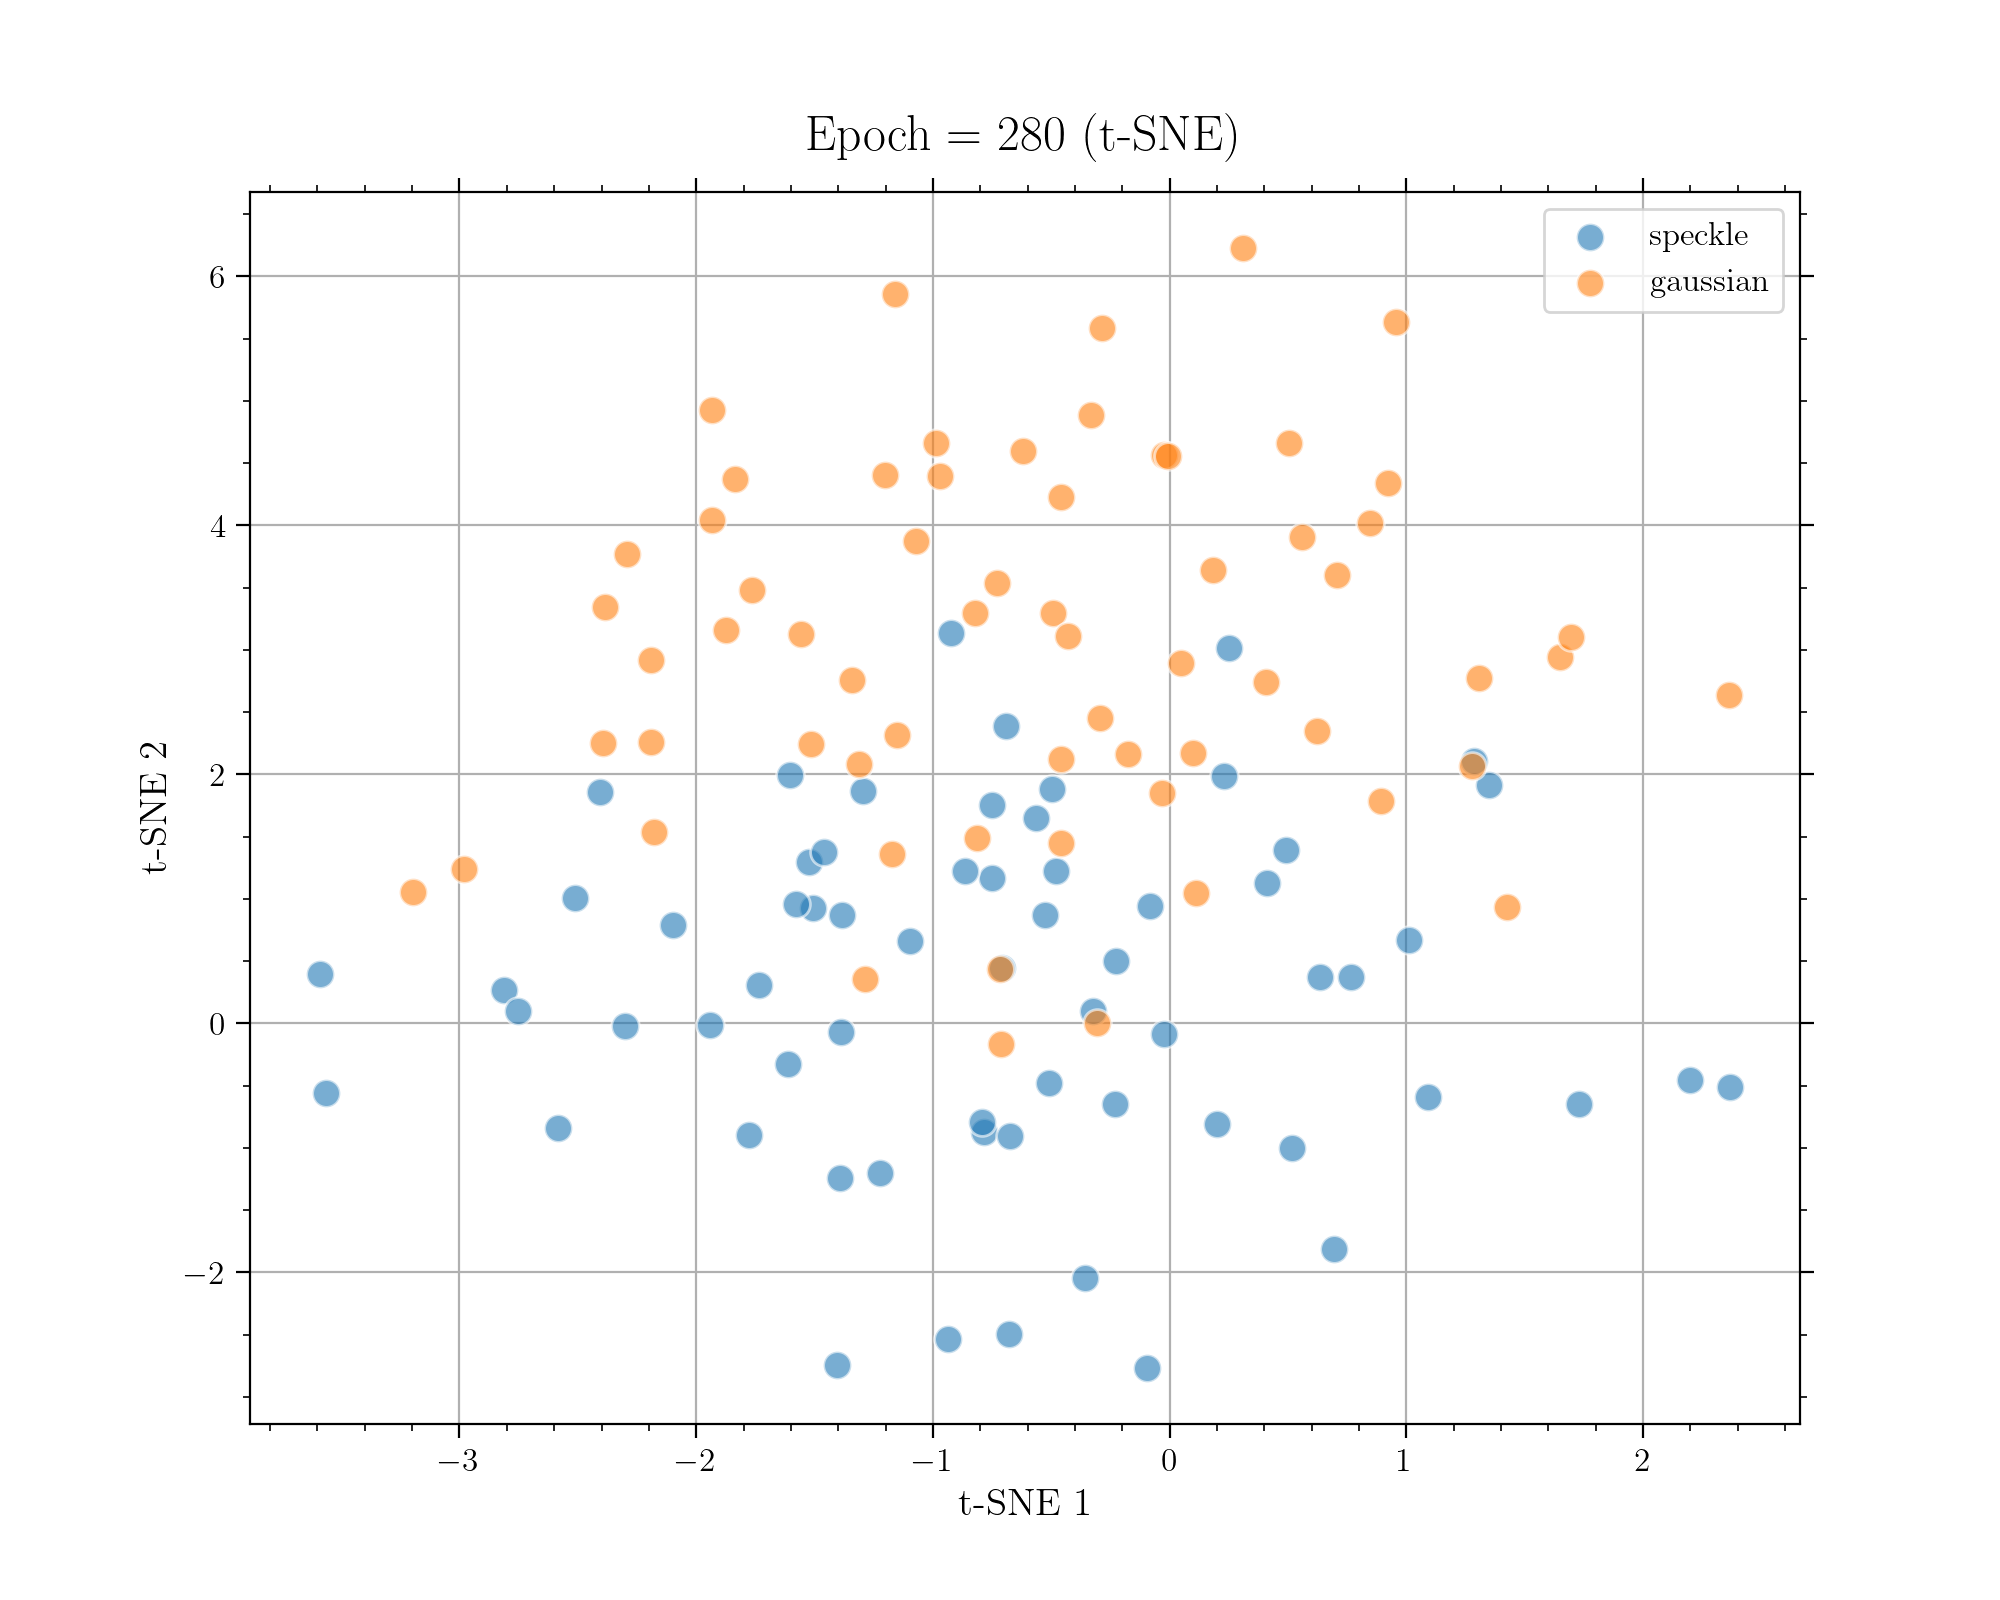 Epoch = 280 (t-SNE)
speckle
gaussian
6
4
2
0
−2
t-SNE 2
−3
−2
−1
0
1
2
t-SNE 1